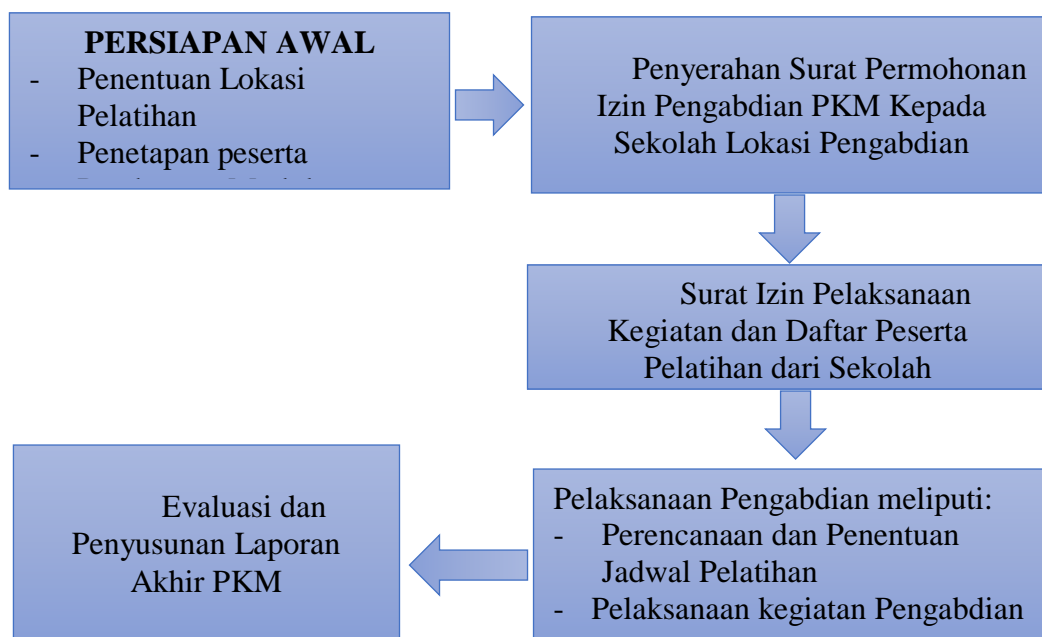 PERSIAPAN AWAL
- Penentuan Lokasi
Pelatihan
- Penetapan peserta
Penyerahan Surat Permohonan
Izin Pengabdian PKM Kepada
Sekolah Lokasi Pengabdian
Surat Izin Pelaksanaan
Kegiatan dan Daftar Peserta
Pelatihan dari Sekolah
Pelaksanaan Pengabdian meliputi:
- Perencanaan dan Penentuan
Jadwal Pelatihan
- Pelaksanaan kegiatan Pengabdian
Evaluasi dan
Penyusunan Laporan
Akhir PKM